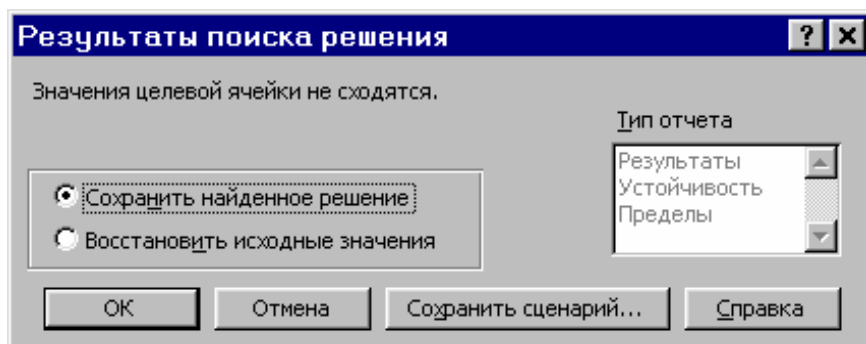 Результаты поиска решения
Значения целевой ячейки не сходятся.
Тип отчета
Результаты
Устойчивость
Пределы
Сохранить найденное решение
Восстановить исходные значения
ОК
Отмена
Сохранить сценарий...
Справка